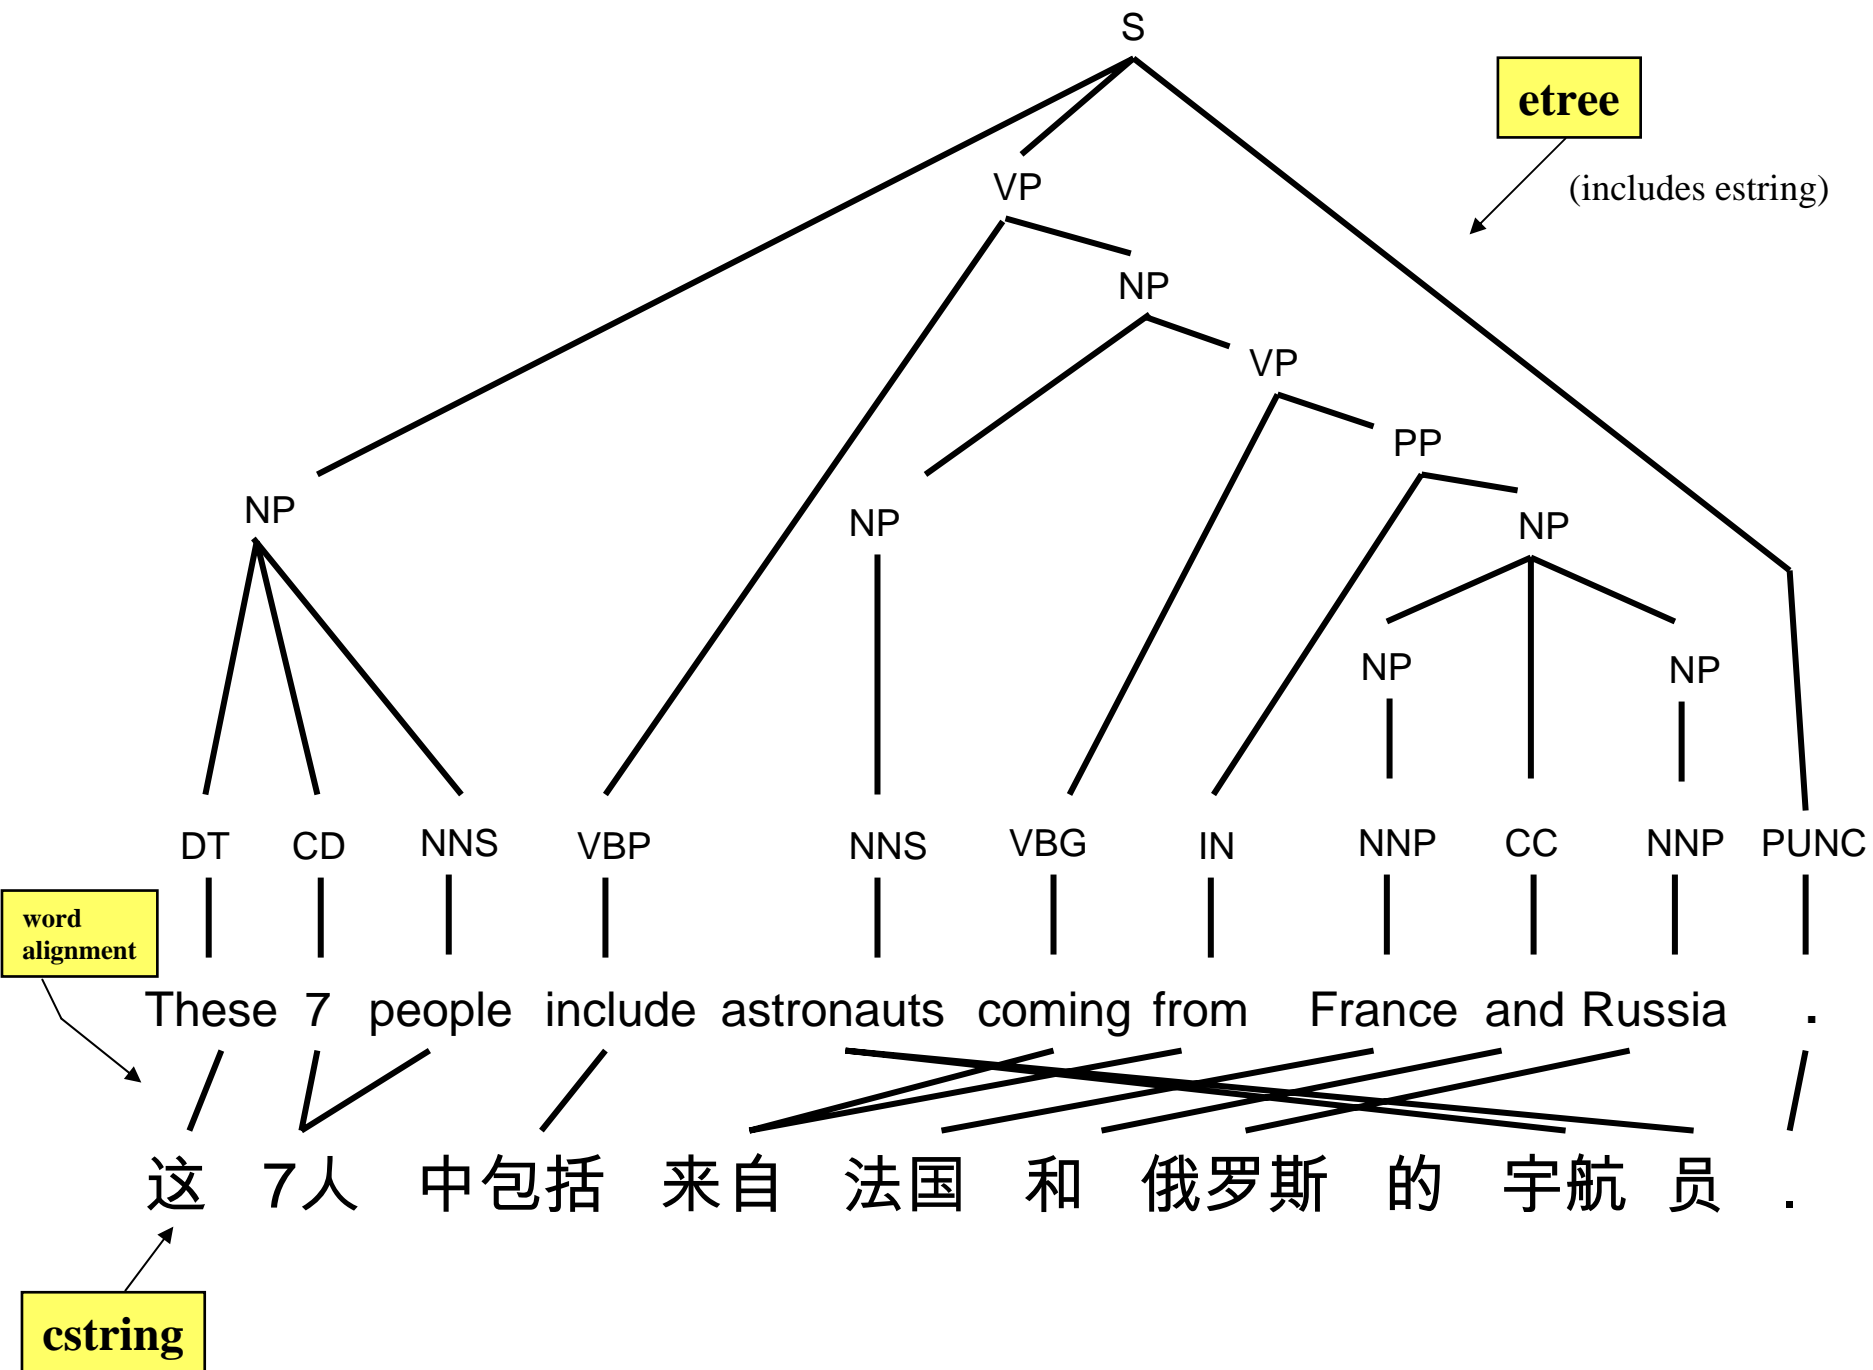 S
etree
(includes estring)
VP
NP
VP
PP
NP
NP
NP
NP
NP
DT CD NNS VBP NNS VBG IN NNP CC NNP PUNC
word
alignment
These 7 people include astronauts coming from France and Russia .
这 7人 中包括 来自 法国 和 俄罗斯 的 宇航 员 .
cstring